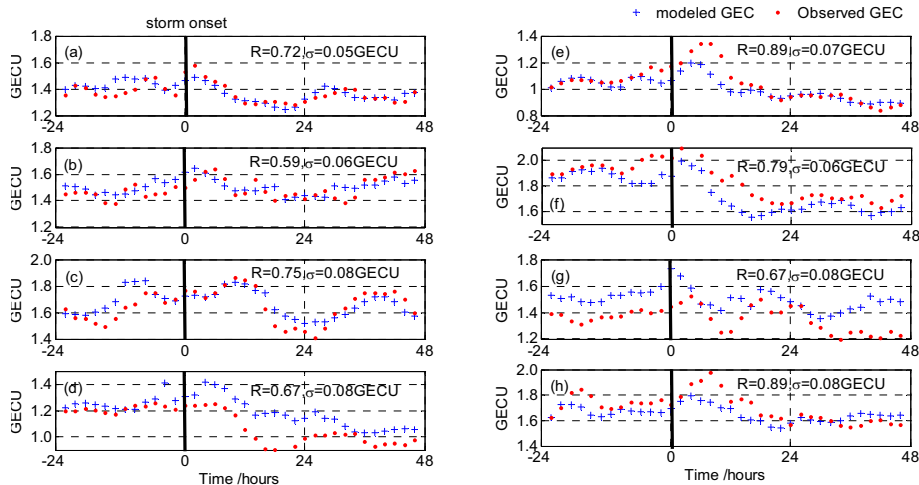 storm onset
modeled GEC
Observed GEC
(a)
R=0.72,σ=0.05GECU
GECU
1.8
1.6
1.4
1.2
-24
0
24
48
(b)
R=0.59,σ=0.06GECU
GECU
1.8
1.6
1.4
1.2
-24
0
24
48
(c)
R=0.75,σ=0.08GECU
GECU
2.0
1.8
1.6
1.4
-24
0
24
48
(d)
R=0.67,σ=0.08GECU
GECU
1.4
1.2
1.0
-24
0
24
48
Time /hours
(e)
R=0.89,σ=0.07GECU
GECU
1.4
1.2
1
0.8
-24
0
24
48
(f)
R=0.79,σ=0.06GECU
GECU
2.0
1.8
1.6
-24
0
24
48
(g)
R=0.67,σ=0.08GECU
GECU
1.8
1.6
1.4
1.2
-24
0
24
48
(h)
R=0.89,σ=0.08GECU
GECU
2.0
1.8
1.6
1.4
-24
0
24
48
Time /hours